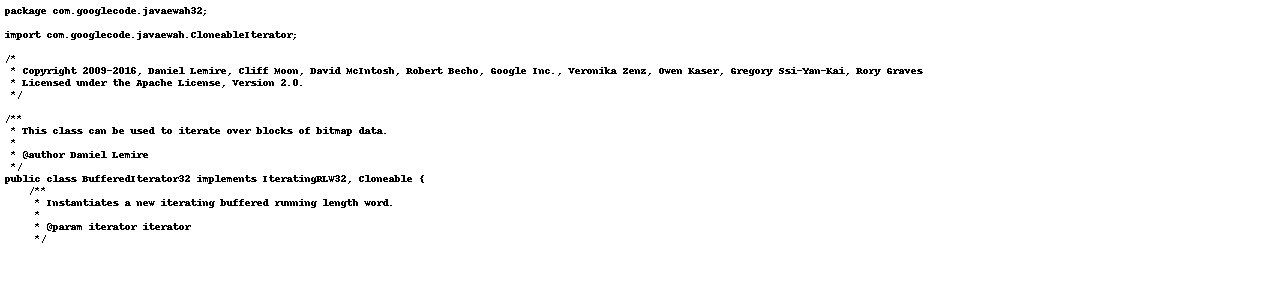 package com.googlecode.javaewah32;

import com.googlecode.javaewah.CloneableIterator;

/*
 * Copyright 2009-2016, Daniel Lemire, Cliff Moon, David McIntosh, Robert Becho, Google Inc., Veronika Zenz, Owen Kaser, Gregory Ssi-Yan-Kai, Rory Graves
 * Licensed under the Apache License, Version 2.0.
 */

/**
 * This class can be used to iterate over blocks of bitmap data.
 *
 * @author Daniel Lemire
 */
public class BufferedIterator32 implements IteratingRLW32, Cloneable {
    /**
     * Instantiates a new iterating buffered running length word.
     *
     * @param iterator iterator
     */